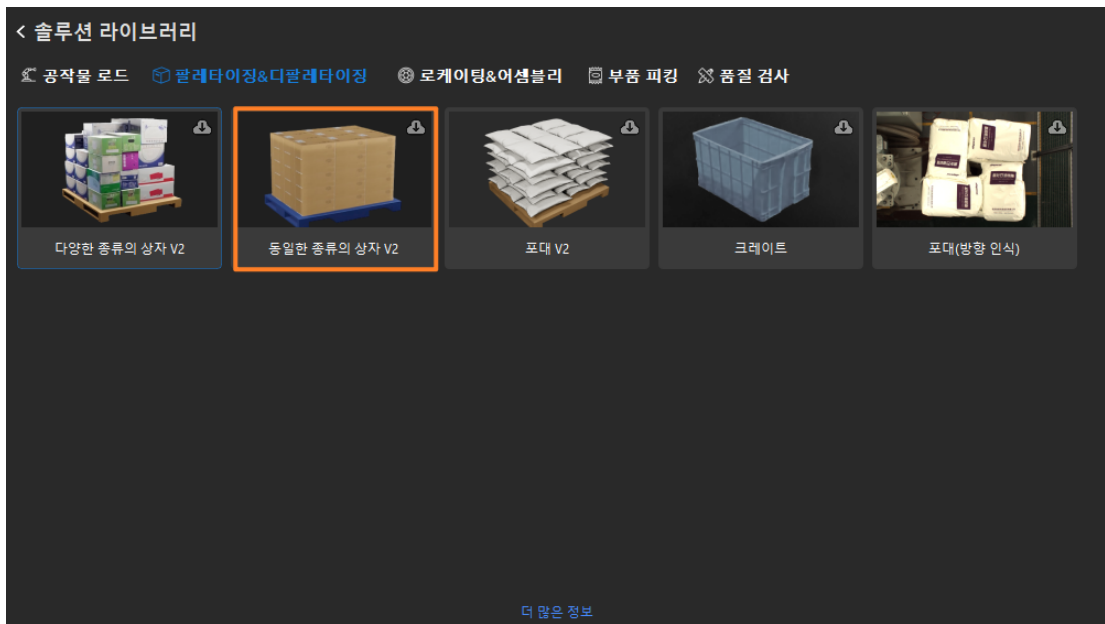 솔루션 라이브러리
공작물 로드 팔레타이징&디팔레타이징 로케이팅&어셈블리 부품 피킹 품질 검사
다양한 종류의 상자 V2
동일한 종류의 상자 V2
포대 V2
크레이트
포대(방향 인식)
더 많은 정보